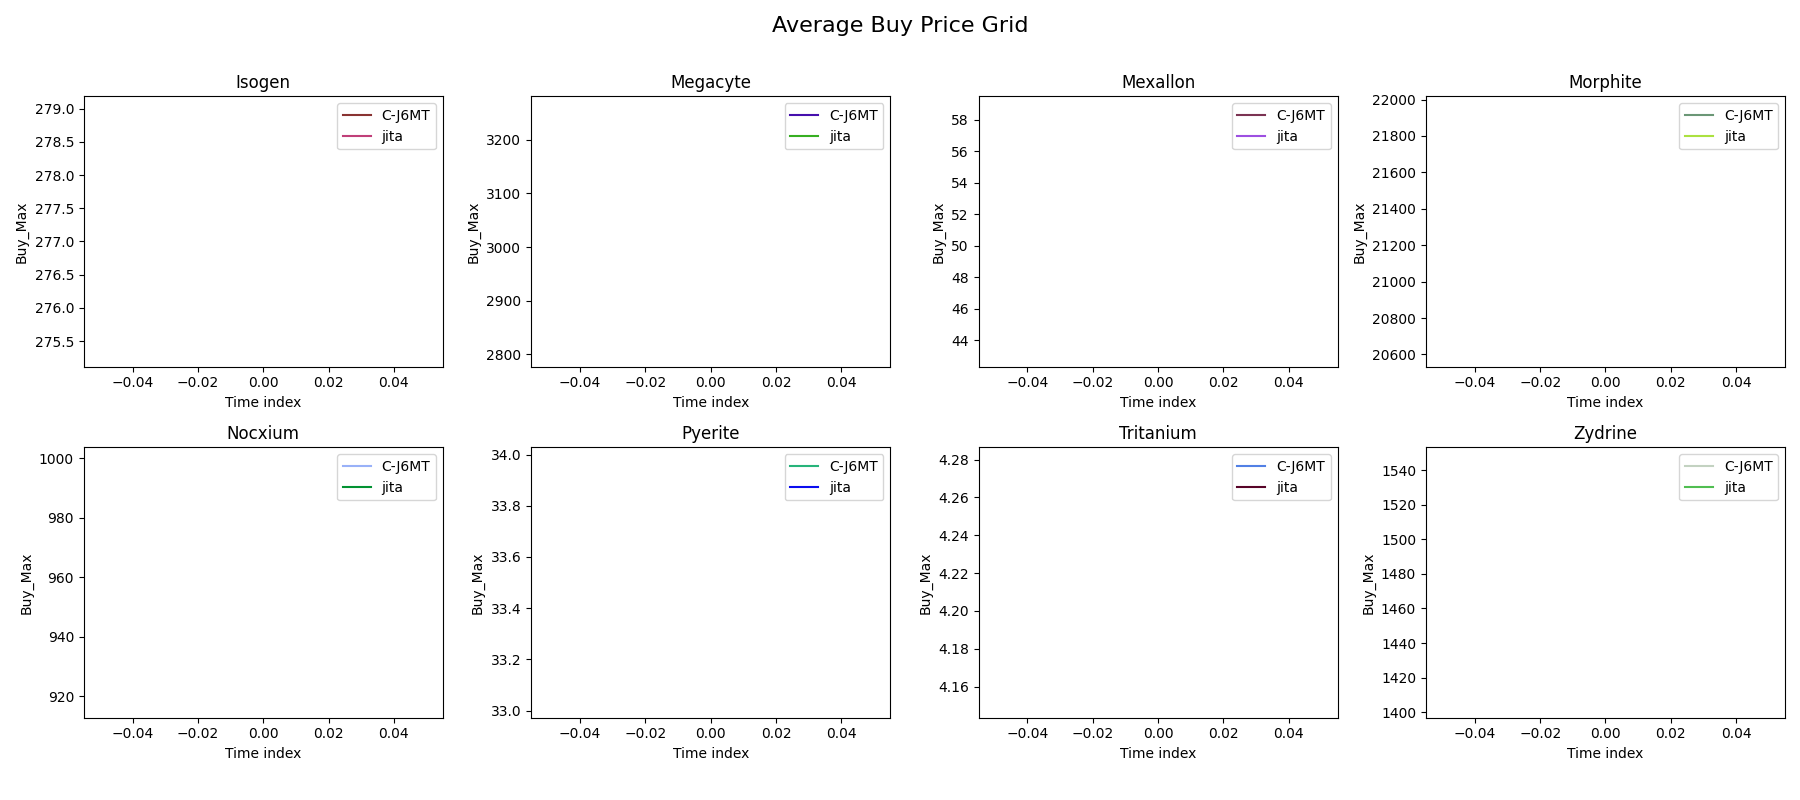 Average Buy Price Grid
Isogen
Buy_Max
279.0
278.5
278.0
277.5
277.0
276.5
276.0
275.5
C-J6MT
jita
−0.04 −0.02 0.00 0.02 0.04
Time index
Megacyte
Buy_Max
3200
3100
3000
2900
2800
C-J6MT
jita
−0.04 −0.02 0.00 0.02 0.04
Time index
Mexallon
Buy_Max
58
56
54
52
50
48
46
44
C-J6MT
jita
−0.04 −0.02 0.00 0.02 0.04
Time index
Morphite
Buy_Max
22000
21800
21600
21400
21200
21000
20800
20600
C-J6MT
jita
−0.04 −0.02 0.00 0.02 0.04
Time index
Nocxium
Buy_Max
1000
980
960
940
920
C-J6MT
jita
−0.04 −0.02 0.00 0.02 0.04
Time index
Pyerite
Buy_Max
34.0
33.8
33.6
33.4
33.2
33.0
C-J6MT
jita
−0.04 −0.02 0.00 0.02 0.04
Time index
Tritanium
Buy_Max
4.28
4.26
4.24
4.22
4.20
4.18
4.16
C-J6MT
jita
−0.04 −0.02 0.00 0.02 0.04
Time index
Zydrine
Buy_Max
1540
1520
1500
1480
1460
1440
1420
1400
C-J6MT
jita
−0.04 −0.02 0.00 0.02 0.04
Time index